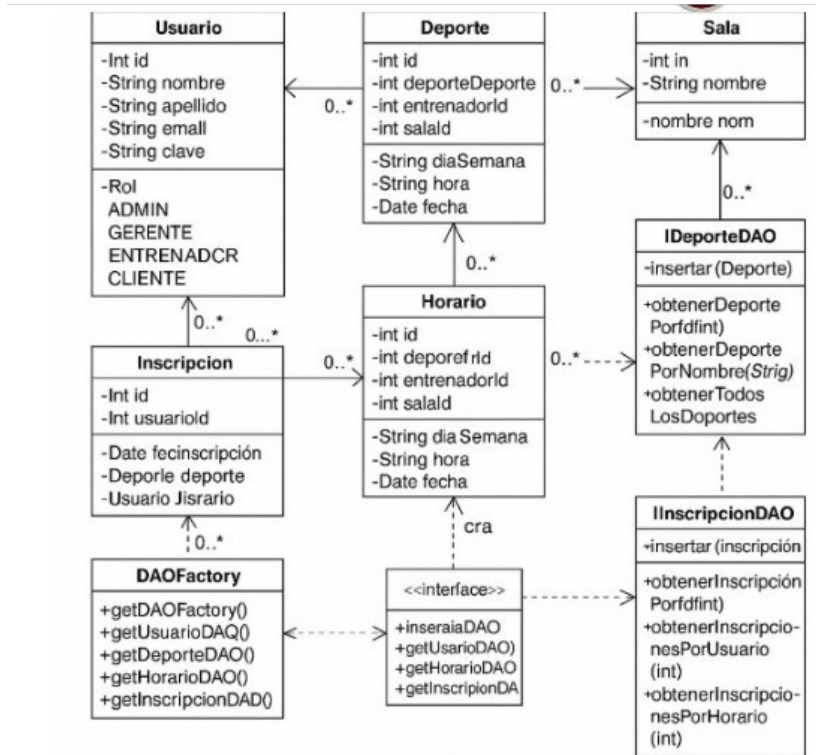 Usuario
-Int id
-String nombre
-String apellido
-String emall
-String clave
-Rol
ADMIN
GERENTE
ENTRENADCR
CLIENTE
0..*
Deporte
-int id
-int deporteDeporte
-int entrenadorId
-int salaId
-String diaSemana
-String hora
-Date fecha
0..*
Sala
-int in
-String nombre
-nombre nom
0..*
IDeporteDAO
-insertar (Deporte)
+obtenerDeporte
Porfdfint)
+obtenerDeporte
PorNombre(Strig)
+obtenerTodos
LosDoportes
0..*
0..*
0..*
Inscripcion
-Int id
-Int usuarioId
-Date fecinscripción
-Deporle deporte
-Usuario Jisrario
0..*
0..*
Horario
-int id
-int deporefrId
-int entrenadorId
-int salaId
-String dia Semana
-String hora
-Date fecha
0..*
0..*
DAOFactory
+getDAOFactory()
+getUsuarioDAQ()
+getDeporteDAO()
+getHorarioDAO()
+getInscripcionDAD()
cra
<<interface>>
+inseraiaDAO
+getUsarioDAO)
+getHorarioDAO
+getInscripionDA
IInscripcionDAO
-insertar (inscripción
+obtenerInscripción
Porfdfint)
+obtenerInscripcio-
nesPorUsuario
(int)
+obtenerInscripcio-
nesPorHorario
(int)